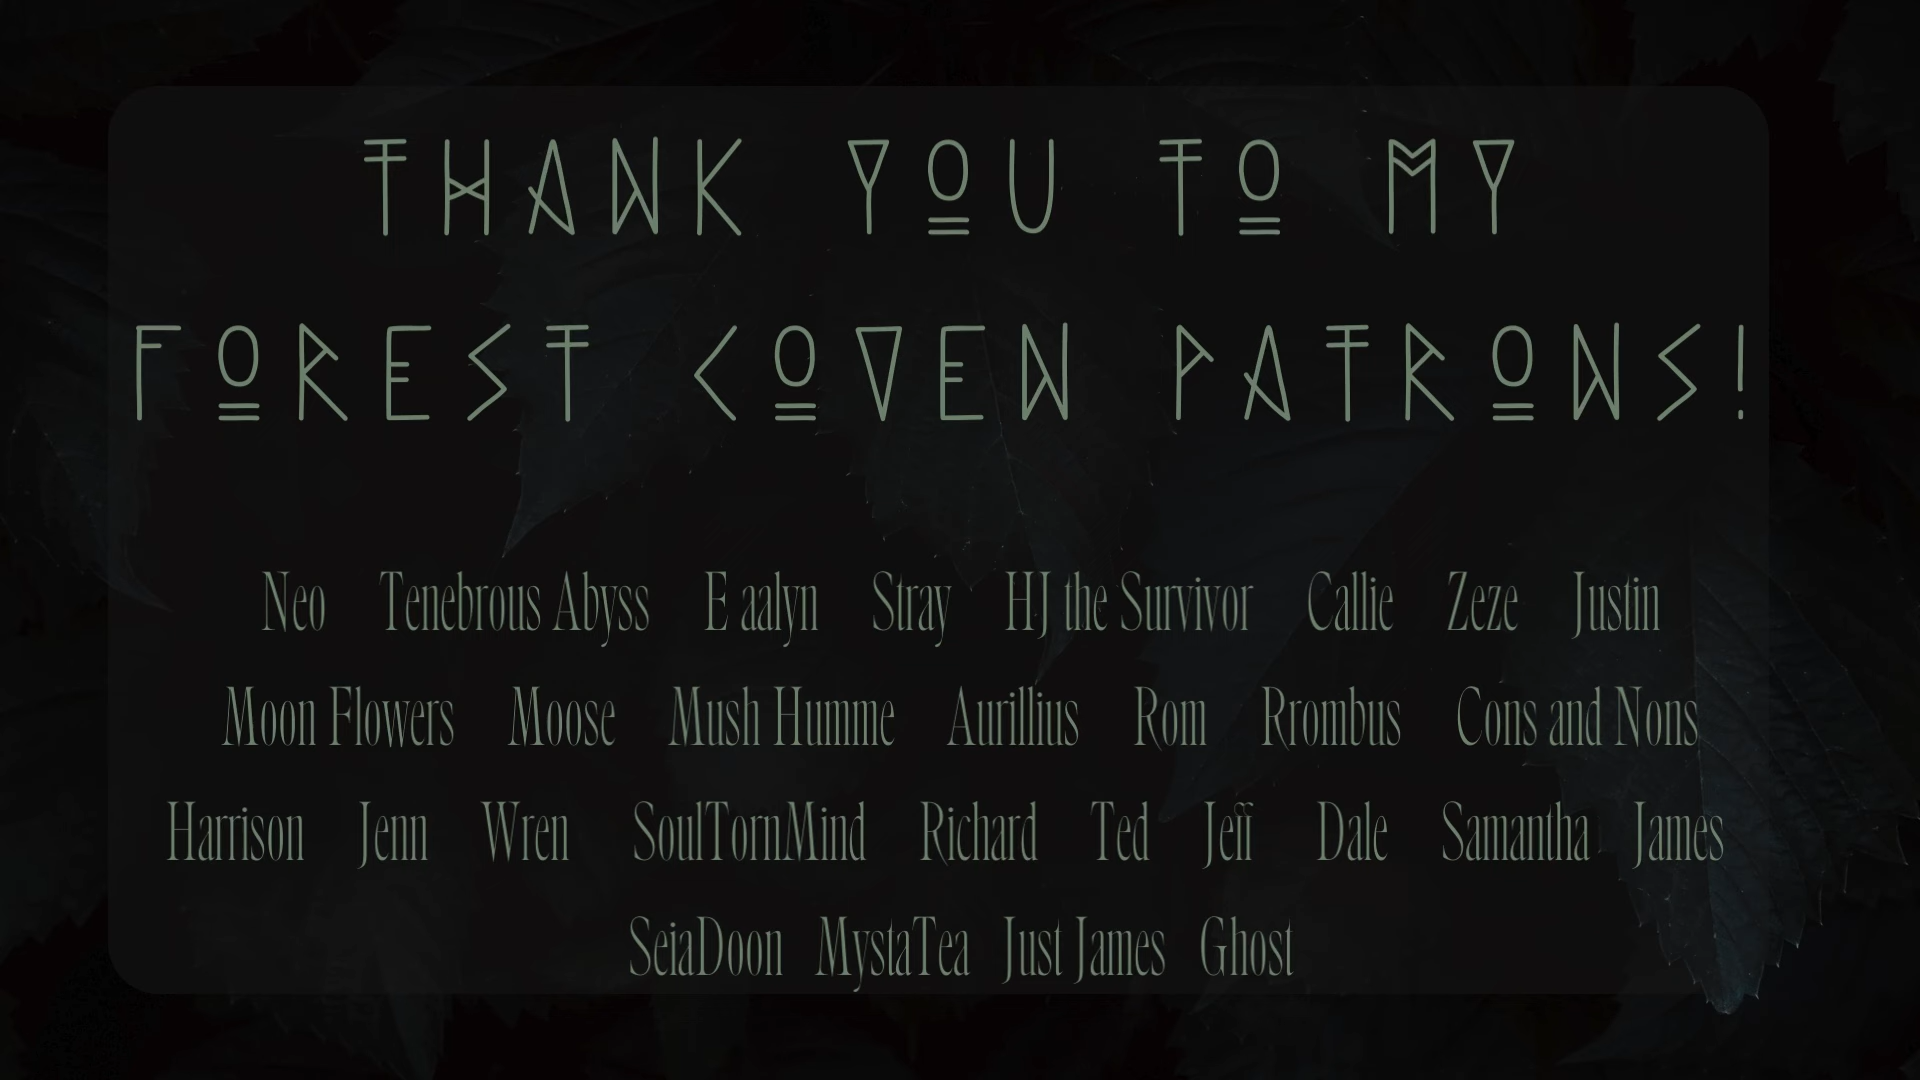 THANK YOU TO MY
FOREST COVEN PATRONS!
Neo Tenebrous Abyss E aalyn Stray HJ the Survivor Callie Zeze Justin
Moon Flowers Moose Mush Humme Aurillius Rom Rrombus Cons and Nons
Harrison Jenn Wren SoulTornMind Richard Ted Jeff Dale Samantha James
SeiaDoon MystaTea Just James Ghost